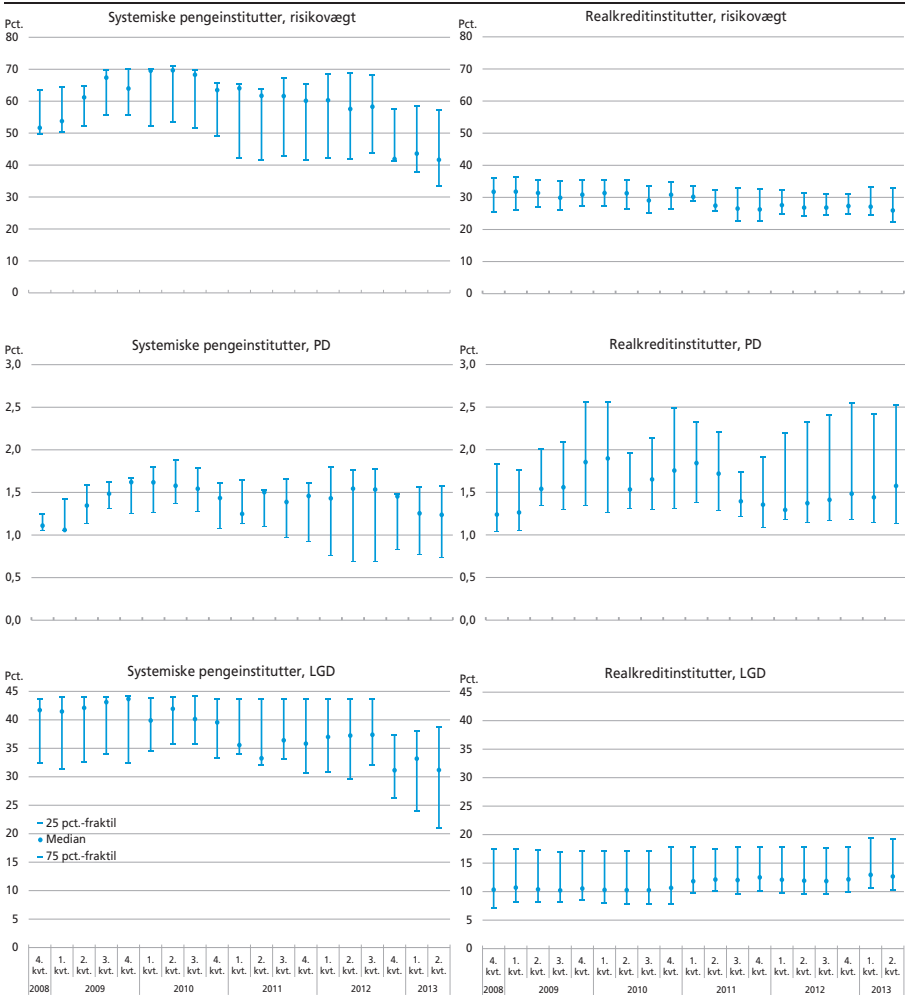 Systemiske pengeinstitutter, risikovægt
Pct.
80
70
60
50
40
30
20
10
0
Realkreditinstitutter, risikovægt
Pct.
80
70
60
50
40
30
20
10
0
Systemiske pengeinstitutter, PD
Pct.
3,0
2,5
2,0
1,5
1,0
0,5
0,0
Realkreditinstitutter, PD
Pct.
3,0
2,5
2,0
1,5
1,0
0,5
0,0
Systemiske pengeinstitutter, LGD
Pct.
45
40
35
30
25
20
15
10
5
0
25 pct.-fraktil
Median
75 pct.-fraktil
4. 1. 2. 3. 4. 1. 2. 3. 4. 1. 2. 3. 4. 1. 2. 3. 4. 1. 2.
kvt. kvt. kvt. kvt. kvt. kvt. kvt. kvt. kvt. kvt. kvt. kvt. kvt. kvt. kvt. kvt. kvt. kvt. kvt.
2008 2009 2010 2011 2012 2013
Realkreditinstitutter, LGD
Pct.
45
40
35
30
25
20
15
10
5
0
4. 1. 2. 3. 4. 1. 2. 3. 4. 1. 2. 3. 4. 1. 2. 3. 4. 1. 2.
kvt. kvt. kvt. kvt. kvt. kvt. kvt. kvt. kvt. kvt. kvt. kvt. kvt. kvt. kvt. kvt. kvt. kvt. kvt.
2008 2009 2010 2011 2012 2013